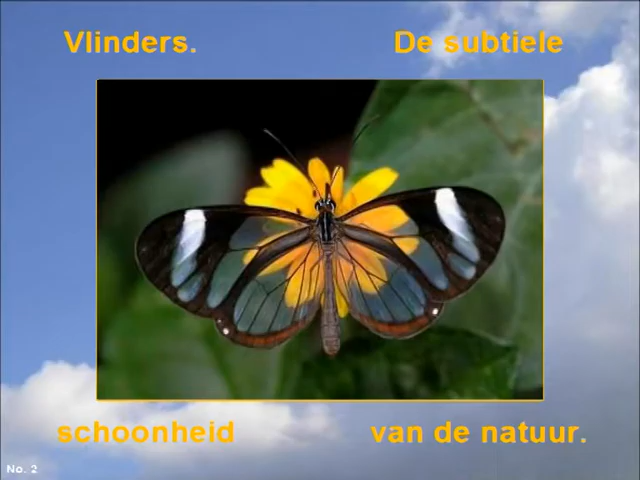 Vlinders. De subtiele
schoonheid van de natuur.
No. 2